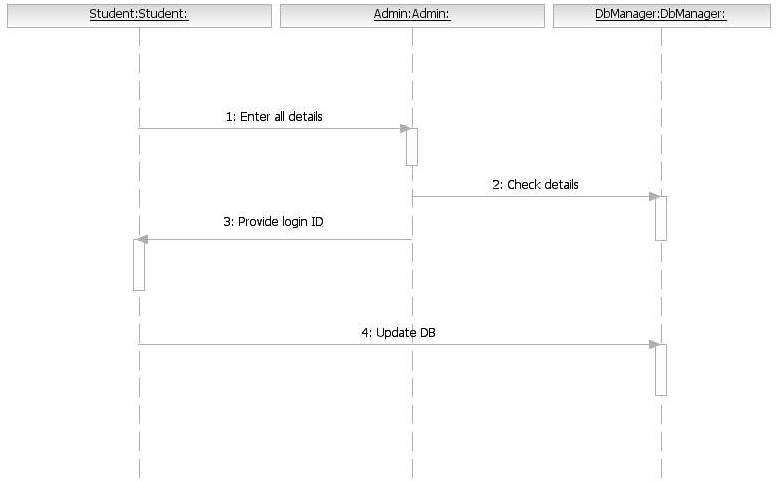 Student:Student: Admin:Admin: DbManager:DbManager:
1: Enter all details
2: Check details
3: Provide login ID
4: Update DB